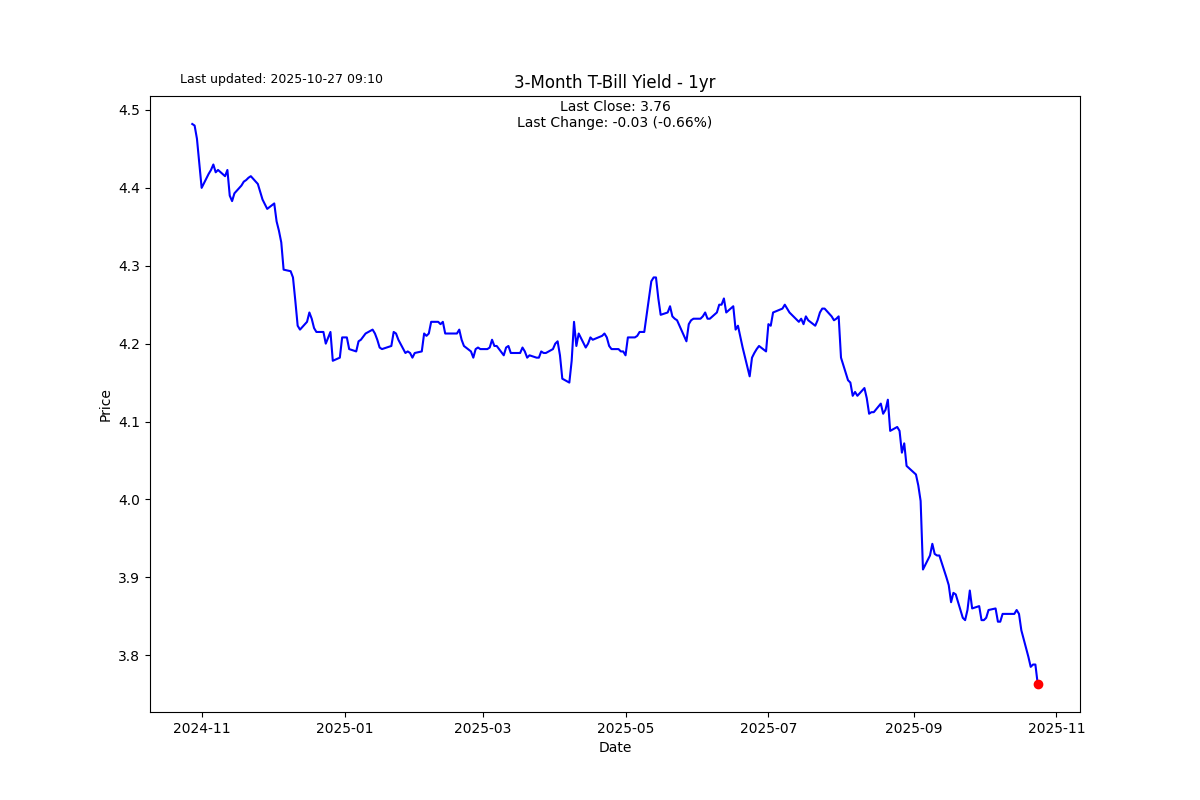 Last updated: 2025-10-27 09:10
3-Month T-Bill Yield - 1yr
Last Close: 3.76
Last Change: -0.03 (-0.66%)
Price
4.5
4.4
4.3
4.2
4.1
4.0
3.9
3.8
2024-11
2025-01
2025-03
2025-05
2025-07
2025-09
2025-11
Date